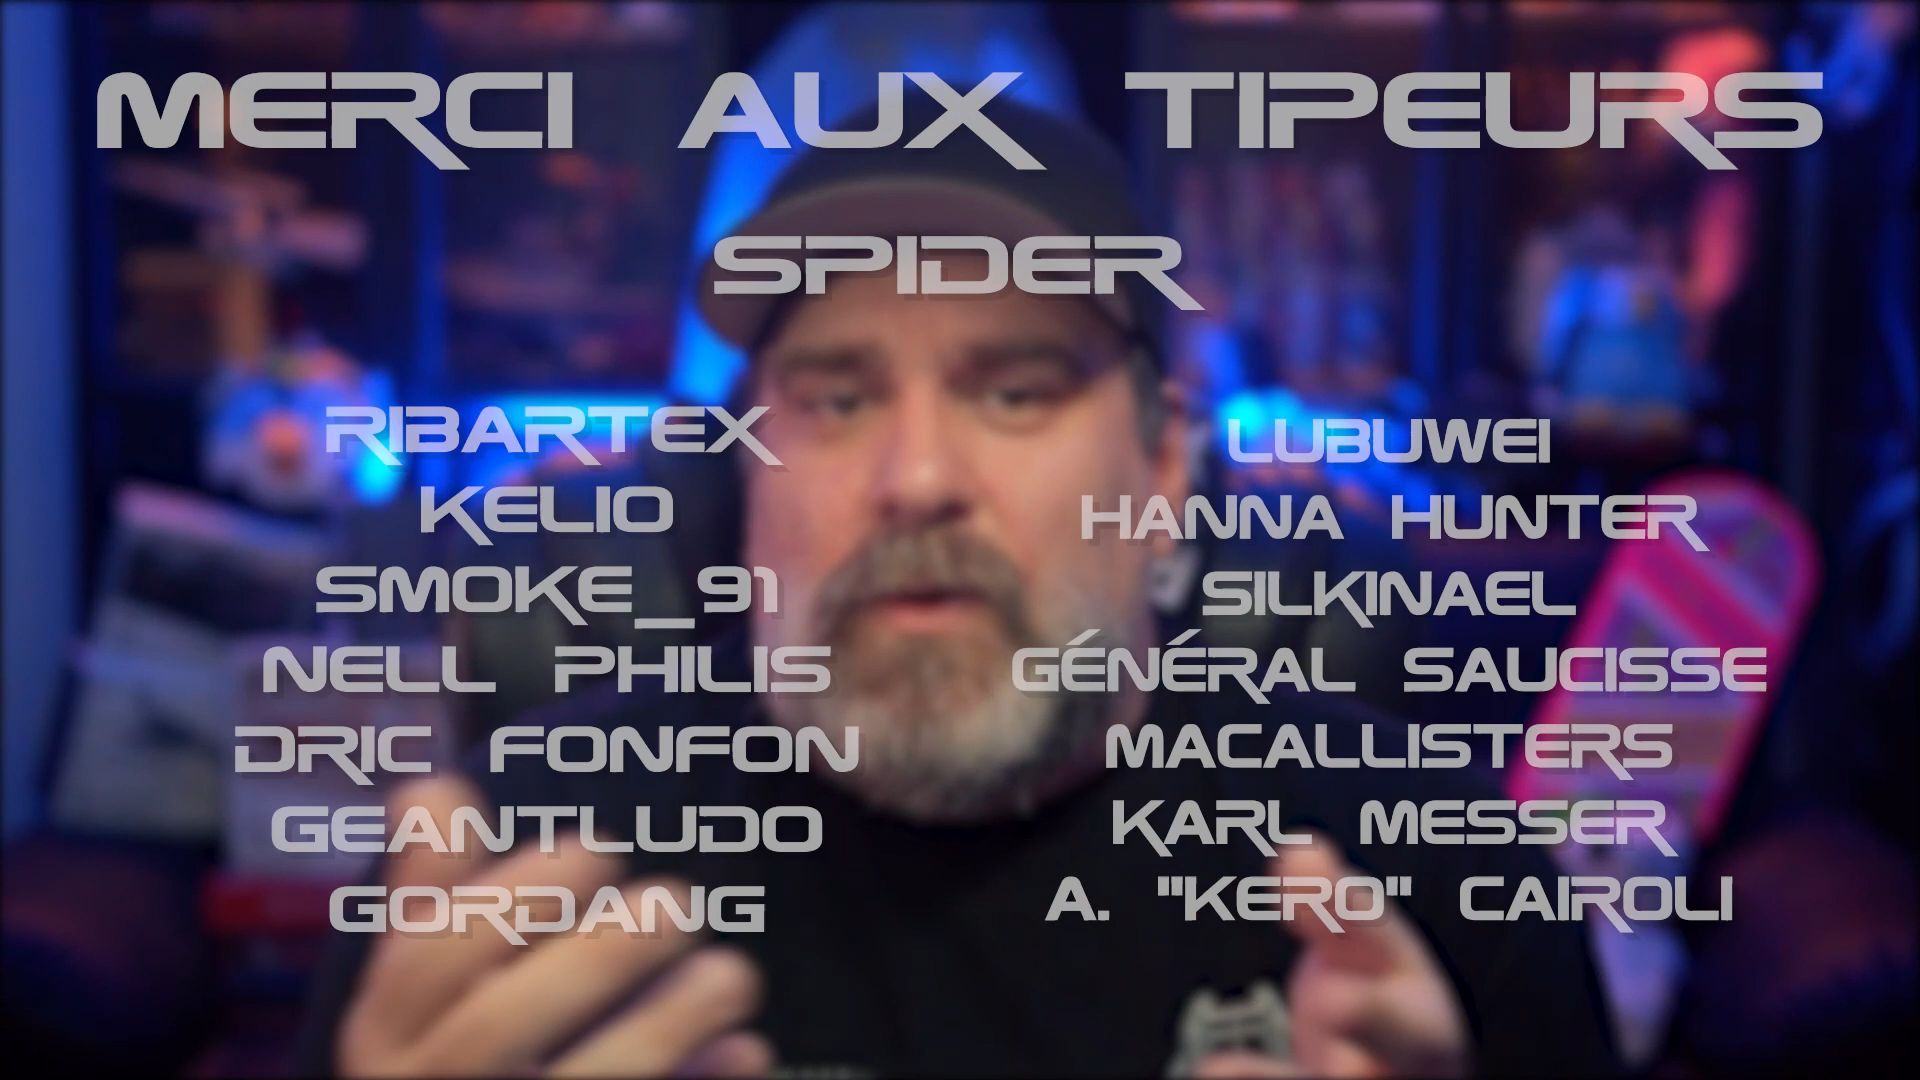 MERCI AUX TIPEURS
SPIDER
RIBARTEX
KELIO
SMOKE_91
NELL PHILIS
DRIC FONFON
GEANTLUDO
GORDANG
LUBUWEI
HANNA HUNTER
SILKINAEL
GÉNÉRAL SAUCISSE
MACALLISTERS
KARL MESSER
A. "KERO" CAIROLI